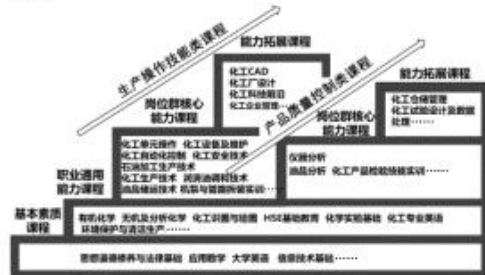 能力拓展课程
生产操作技能类课程
化工CAD
化工厂设计
化工科技前沿
化工企业管理……
能力拓展课程
产品质量控制类课程
化工仓储管理
化工试验设计及数据
处理……
岗位群核心
能力课程
岗位群核心
能力课程
化工单元操作 化工设备及维护
化工自动化控制 化工安全技术
石油加工生产技术
化工生产技术 润滑油调和技术
油品储运技术 机泵与管路拆装实训……
仪器分析
油品分析 化工产品检验技能实训……
职业通用
能力课程
基本素质
课程
有机化学 无机及分析化学 化工识图与绘图 HSE基础教育 化学实验基础 化工专业英语
环境保护与清洁生产……
思想道德修养与法律基础 应用数学 大学英语 信息技术基础……